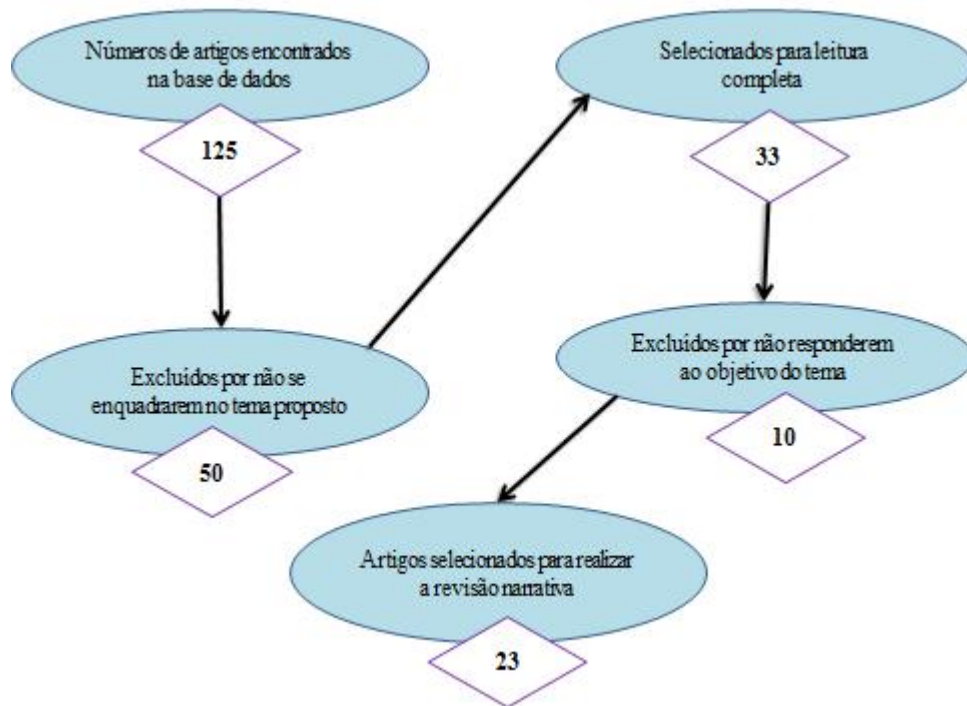 Números de artigos encontrados
na base de dados
125
Excluídos por não se
enquadrarem no tema proposto
50
Selecionados para leitura
completa
33
Excluídos por não responderem
ao objetivo do tema
10
Artigos selecionados para realizar
a revisão narrativa
23